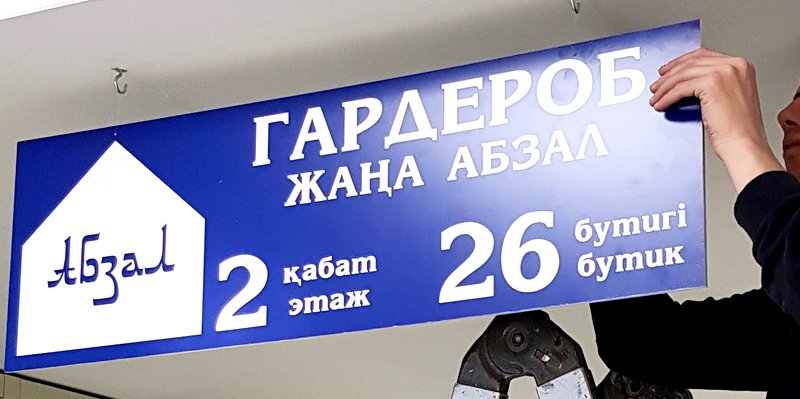 ГАРДЕРОБ
ЖАҢА АБЗАЛ
Абзал
2 қабат этаж
26 бутигі бутик